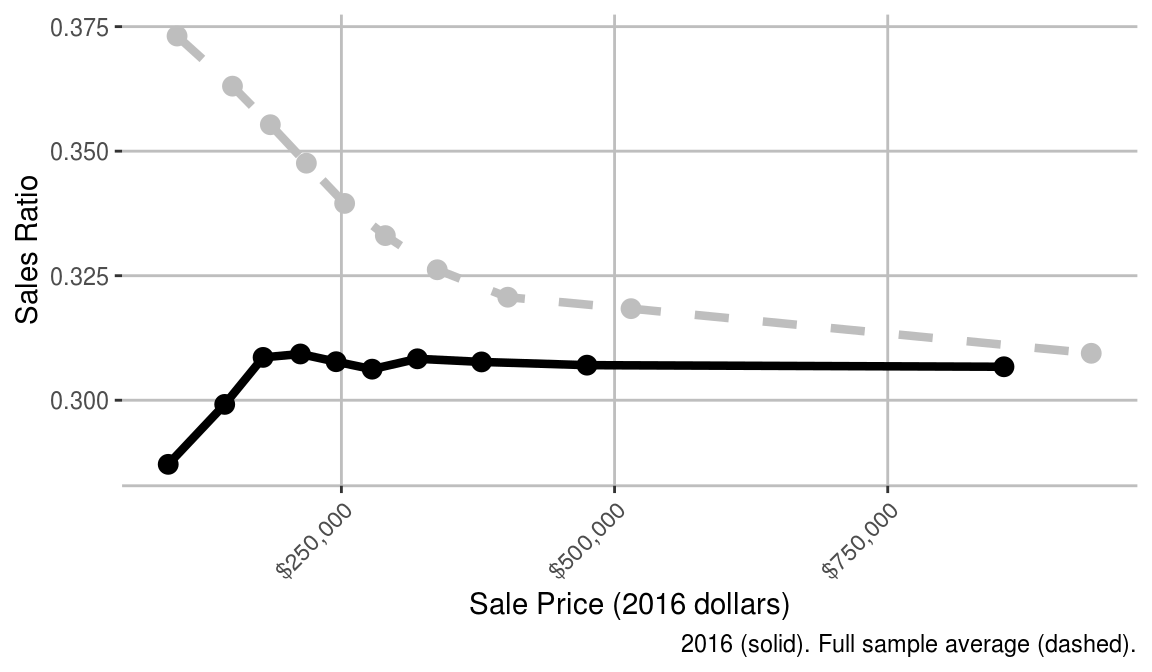 0.375
0.350
0.325
0.300
Sales Ratio
$250,000
$500,000
$750,000
Sale Price (2016 dollars)
2016 (solid). Full sample average (dashed).